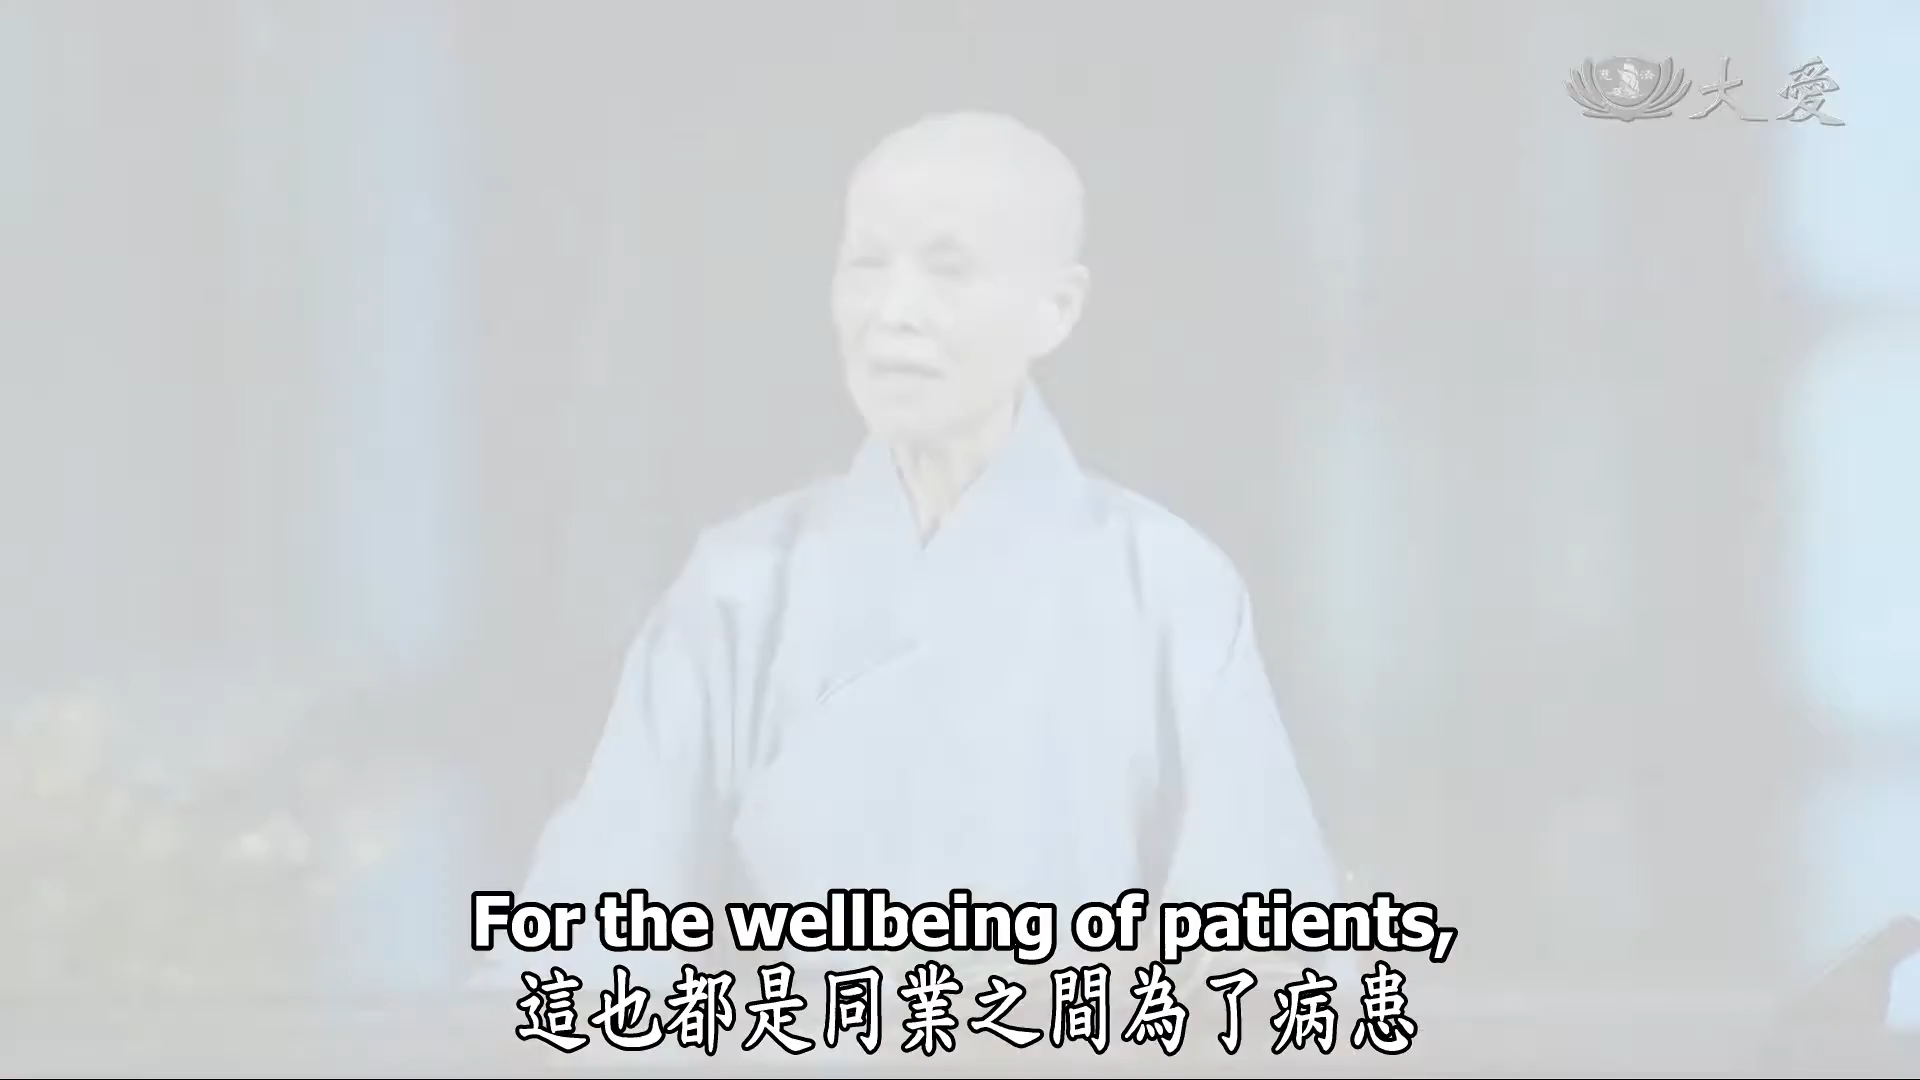 大愛
For the wellbeing of patients,
這也都是同業之間為了病患